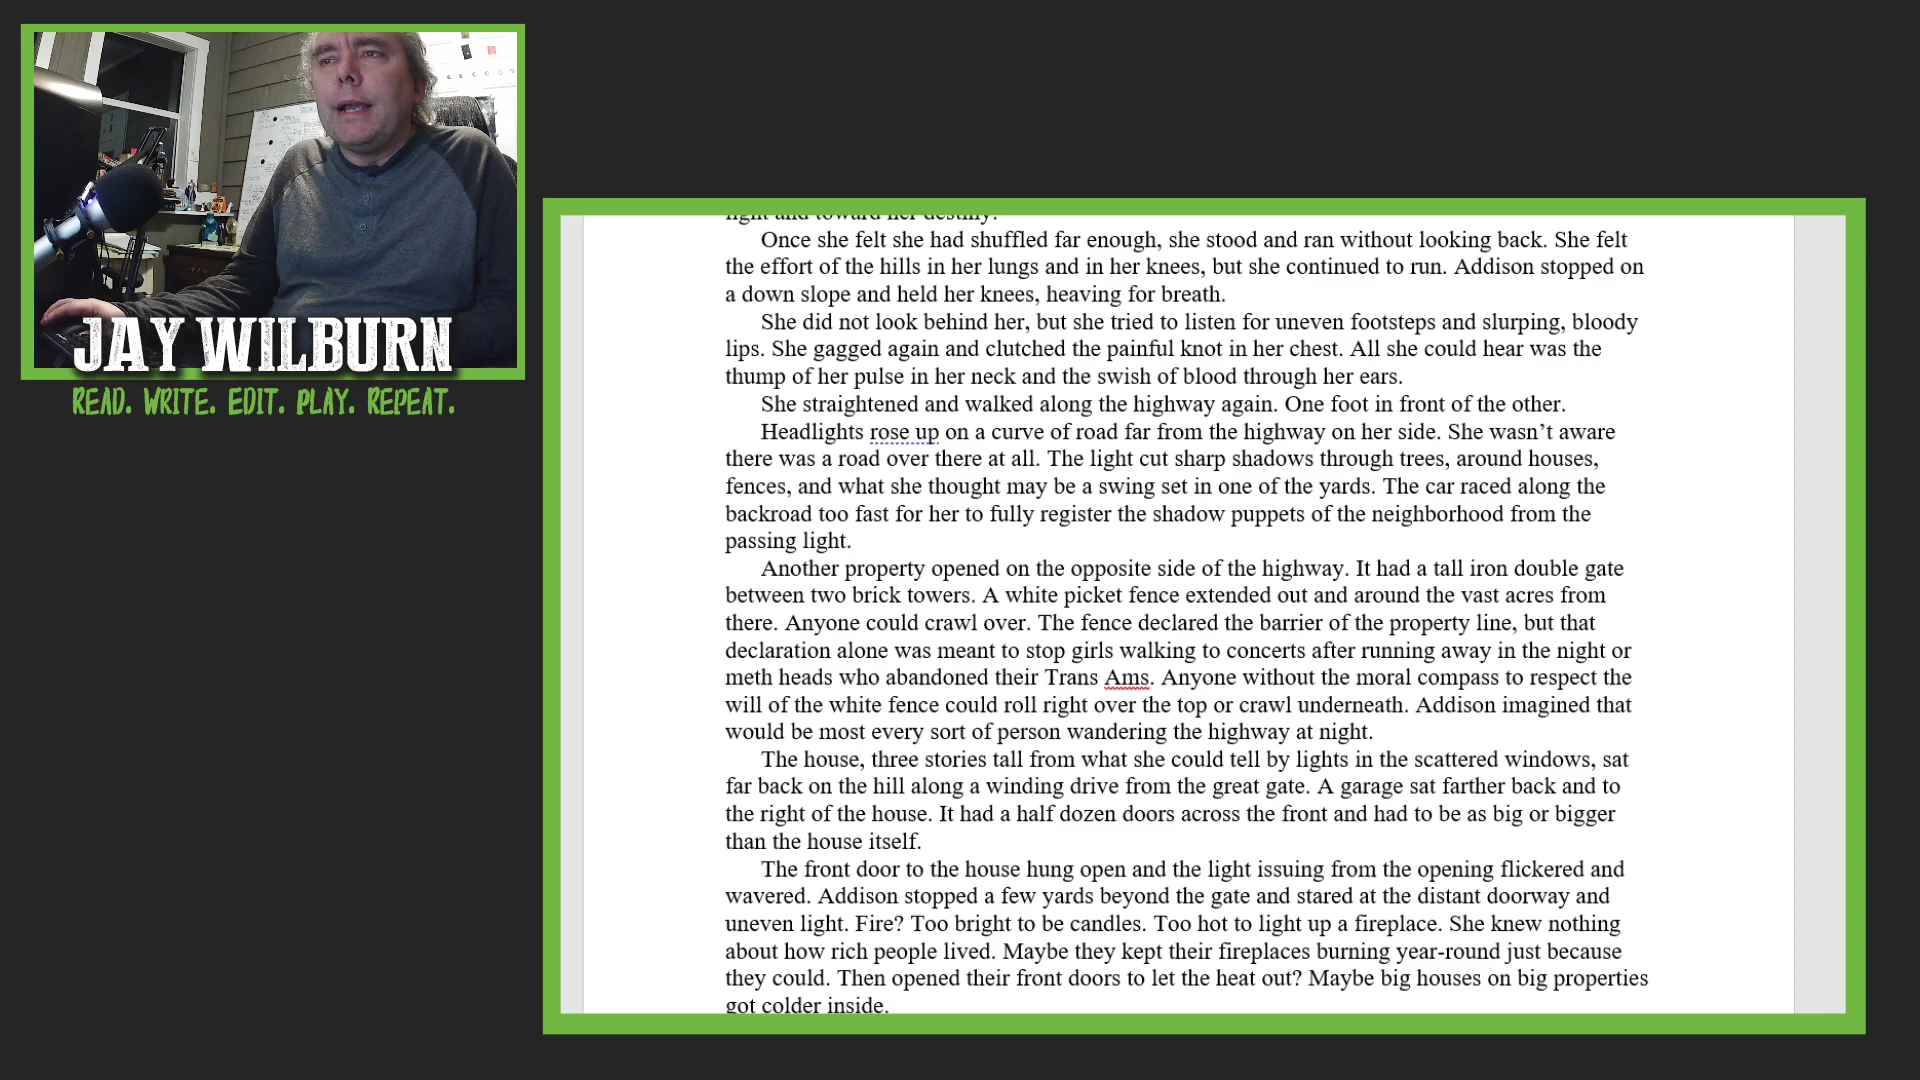 JAY WILBURN
READ. WRITE. EDIT. PLAY. REPEAT.
light and toward her destiny.
Once she felt she had shuffled far enough, she stood and ran without looking back. She felt
the effort of the hills in her lungs and in her knees, but she continued to run. Addison stopped on
a down slope and held her knees, heaving for breath.
She did not look behind her, but she tried to listen for uneven footsteps and slurping, bloody
lips. She gagged again and clutched the painful knot in her chest. All she could hear was the
thump of her pulse in her neck and the swish of blood through her ears.
She straightened and walked along the highway again. One foot in front of the other.
Headlights rose up on a curve of road far from the highway on her side. She wasn’t aware
there was a road over there at all. The light cut sharp shadows through trees, around houses,
fences, and what she thought may be a swing set in one of the yards. The car raced along the
backroad too fast for her to fully register the shadow puppets of the neighborhood from the
passing light.
Another property opened on the opposite side of the highway. It had a tall iron double gate
between two brick towers. A white picket fence extended out and around the vast acres from
there. Anyone could crawl over. The fence declared the barrier of the property line, but that
declaration alone was meant to stop girls walking to concerts after running away in the night or
meth heads who abandoned their Trans Ams. Anyone without the moral compass to respect the
will of the white fence could roll right over the top or crawl underneath. Addison imagined that
would be most every sort of person wandering the highway at night.
The house, three stories tall from what she could tell by lights in the scattered windows, sat
far back on the hill along a winding drive from the great gate. A garage sat farther back and to
the right of the house. It had a half dozen doors across the front and had to be as big or bigger
than the house itself.
The front door to the house hung open and the light issuing from the opening flickered and
wavered. Addison stopped a few yards beyond the gate and stared at the distant doorway and
uneven light. Fire? Too bright to be candles. Too hot to light up a fireplace. She knew nothing
about how rich people lived. Maybe they kept their fireplaces burning year-round just because
they could. Then opened their front doors to let the heat out? Maybe big houses on big properties
got colder inside.